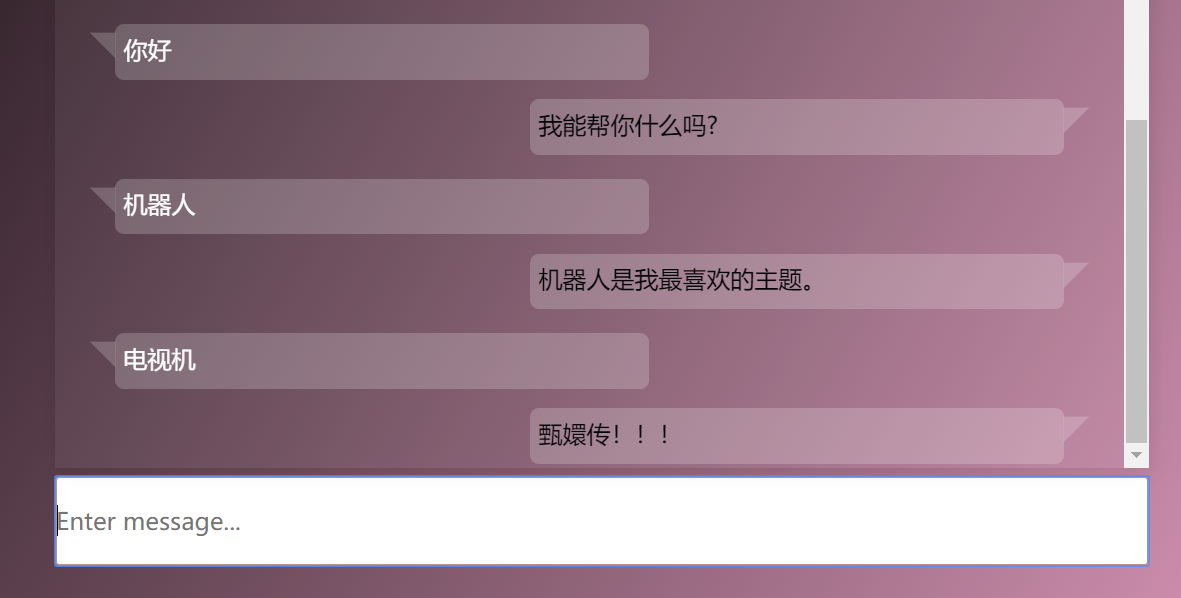 你好
我能帮你什么吗?
机器人
机器人是我最喜欢的主题。
电视机
甄嬛传！！！
Enter message...